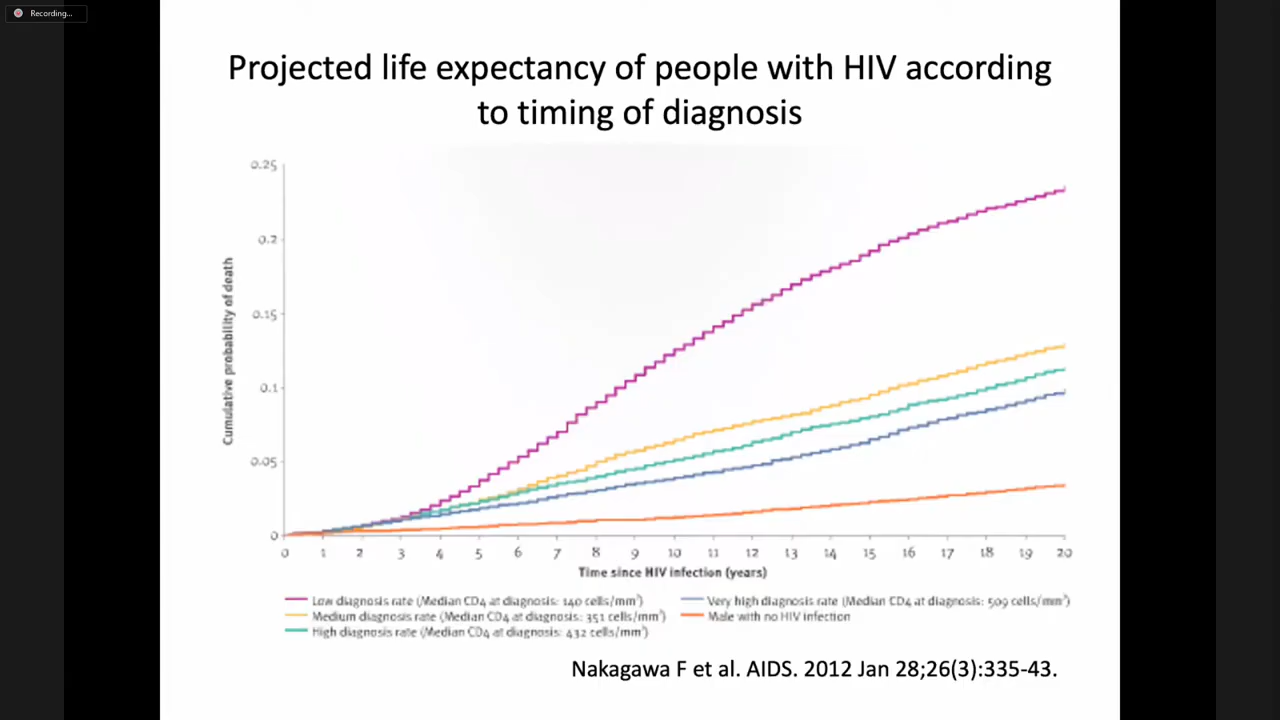 Recording...
Projected life expectancy of people with HIV according
to timing of diagnosis
Cumulative probability of death
0.25
0.2
0.15
0.1
0.05
0
0 1 2 3 4 5 6 7 8 9 10 11 12 13 14 15 16 17 18 19 20
Time since HIV infection (years)
Low diagnosis rate (Median CD4 at diagnosis: 140 cells/mm³)
Medium diagnosis rate (Median CD4 at diagnosis: 351 cells/mm³)
High diagnosis rate (Median CD4 at diagnosis: 432 cells/mm³)
Very high diagnosis rate (Median CD4 at diagnosis: 509 cells/mm³)
Male with no HIV infection
Nakagawa F et al. AIDS. 2012 Jan 28;26(3):335-43.